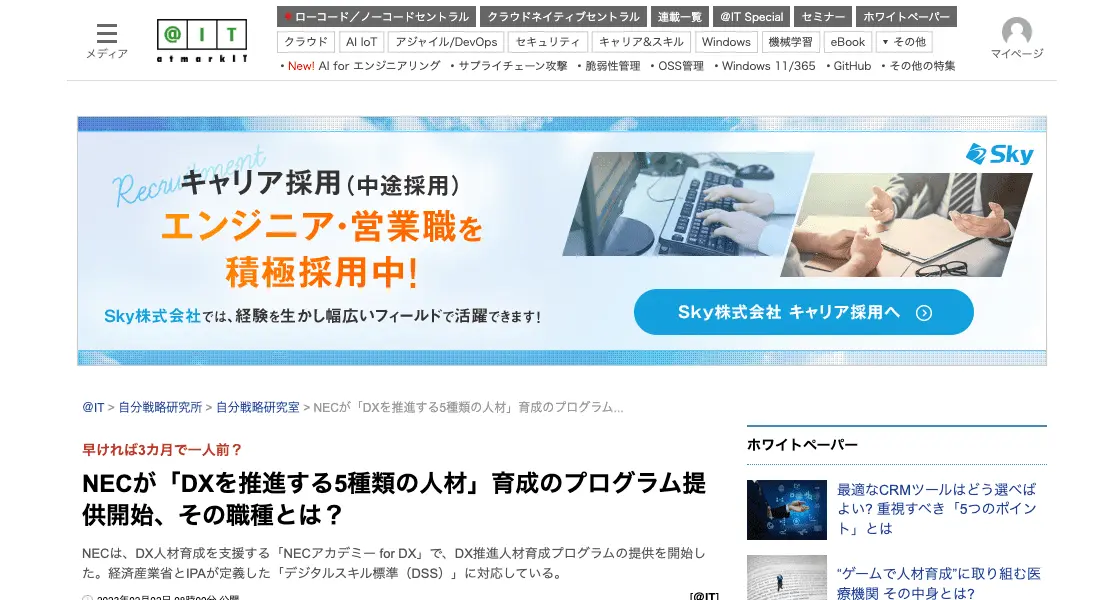 メディア
@IT
atmarkIT
ローコード／ノーコードセントラル クラウドネイティブセントラル 連載一覧 @IT Special セミナー ホワイトペーパー
クラウド AI IoT アジャイル/DevOps セキュリティ キャリア&スキル Windows 機械学習 eBook ▼ その他
・New! AI for エンジニアリング ・サプライチェーン攻撃 ・脆弱性管理 ・OSS管理 ・Windows 11/365 ・GitHub ・その他の特集
マイページ
Recruitment
キャリア採用（中途採用）
エンジニア・営業職を
積極採用中！
Sky株式会社では、経験を生かし幅広いフィールドで活躍できます！
Sky
Sky株式会社 キャリア採用へ
@IT > 自分戦略研究所 > 自分戦略研究室 > NECが「DXを推進する5種類の人材」育成のプログラム...
早ければ3カ月で一人前？
NECが「DXを推進する5種類の人材」育成のプログラム提
供開始、その職種とは？
NECは、DX人材育成を支援する「NECアカデミー for DX」で、DX推進人材育成プログラムの提供を開始し
た。経済産業省とIPAが定義した「デジタルスキル標準（DSS）」に対応している。
[@IT]
ホワイトペーパー
最適なCRMツールはどう選べば
よい? 重視すべき「5つのポイン
ト」とは
“ゲームで人材育成”に取り組む医
療機関 その中身とは?